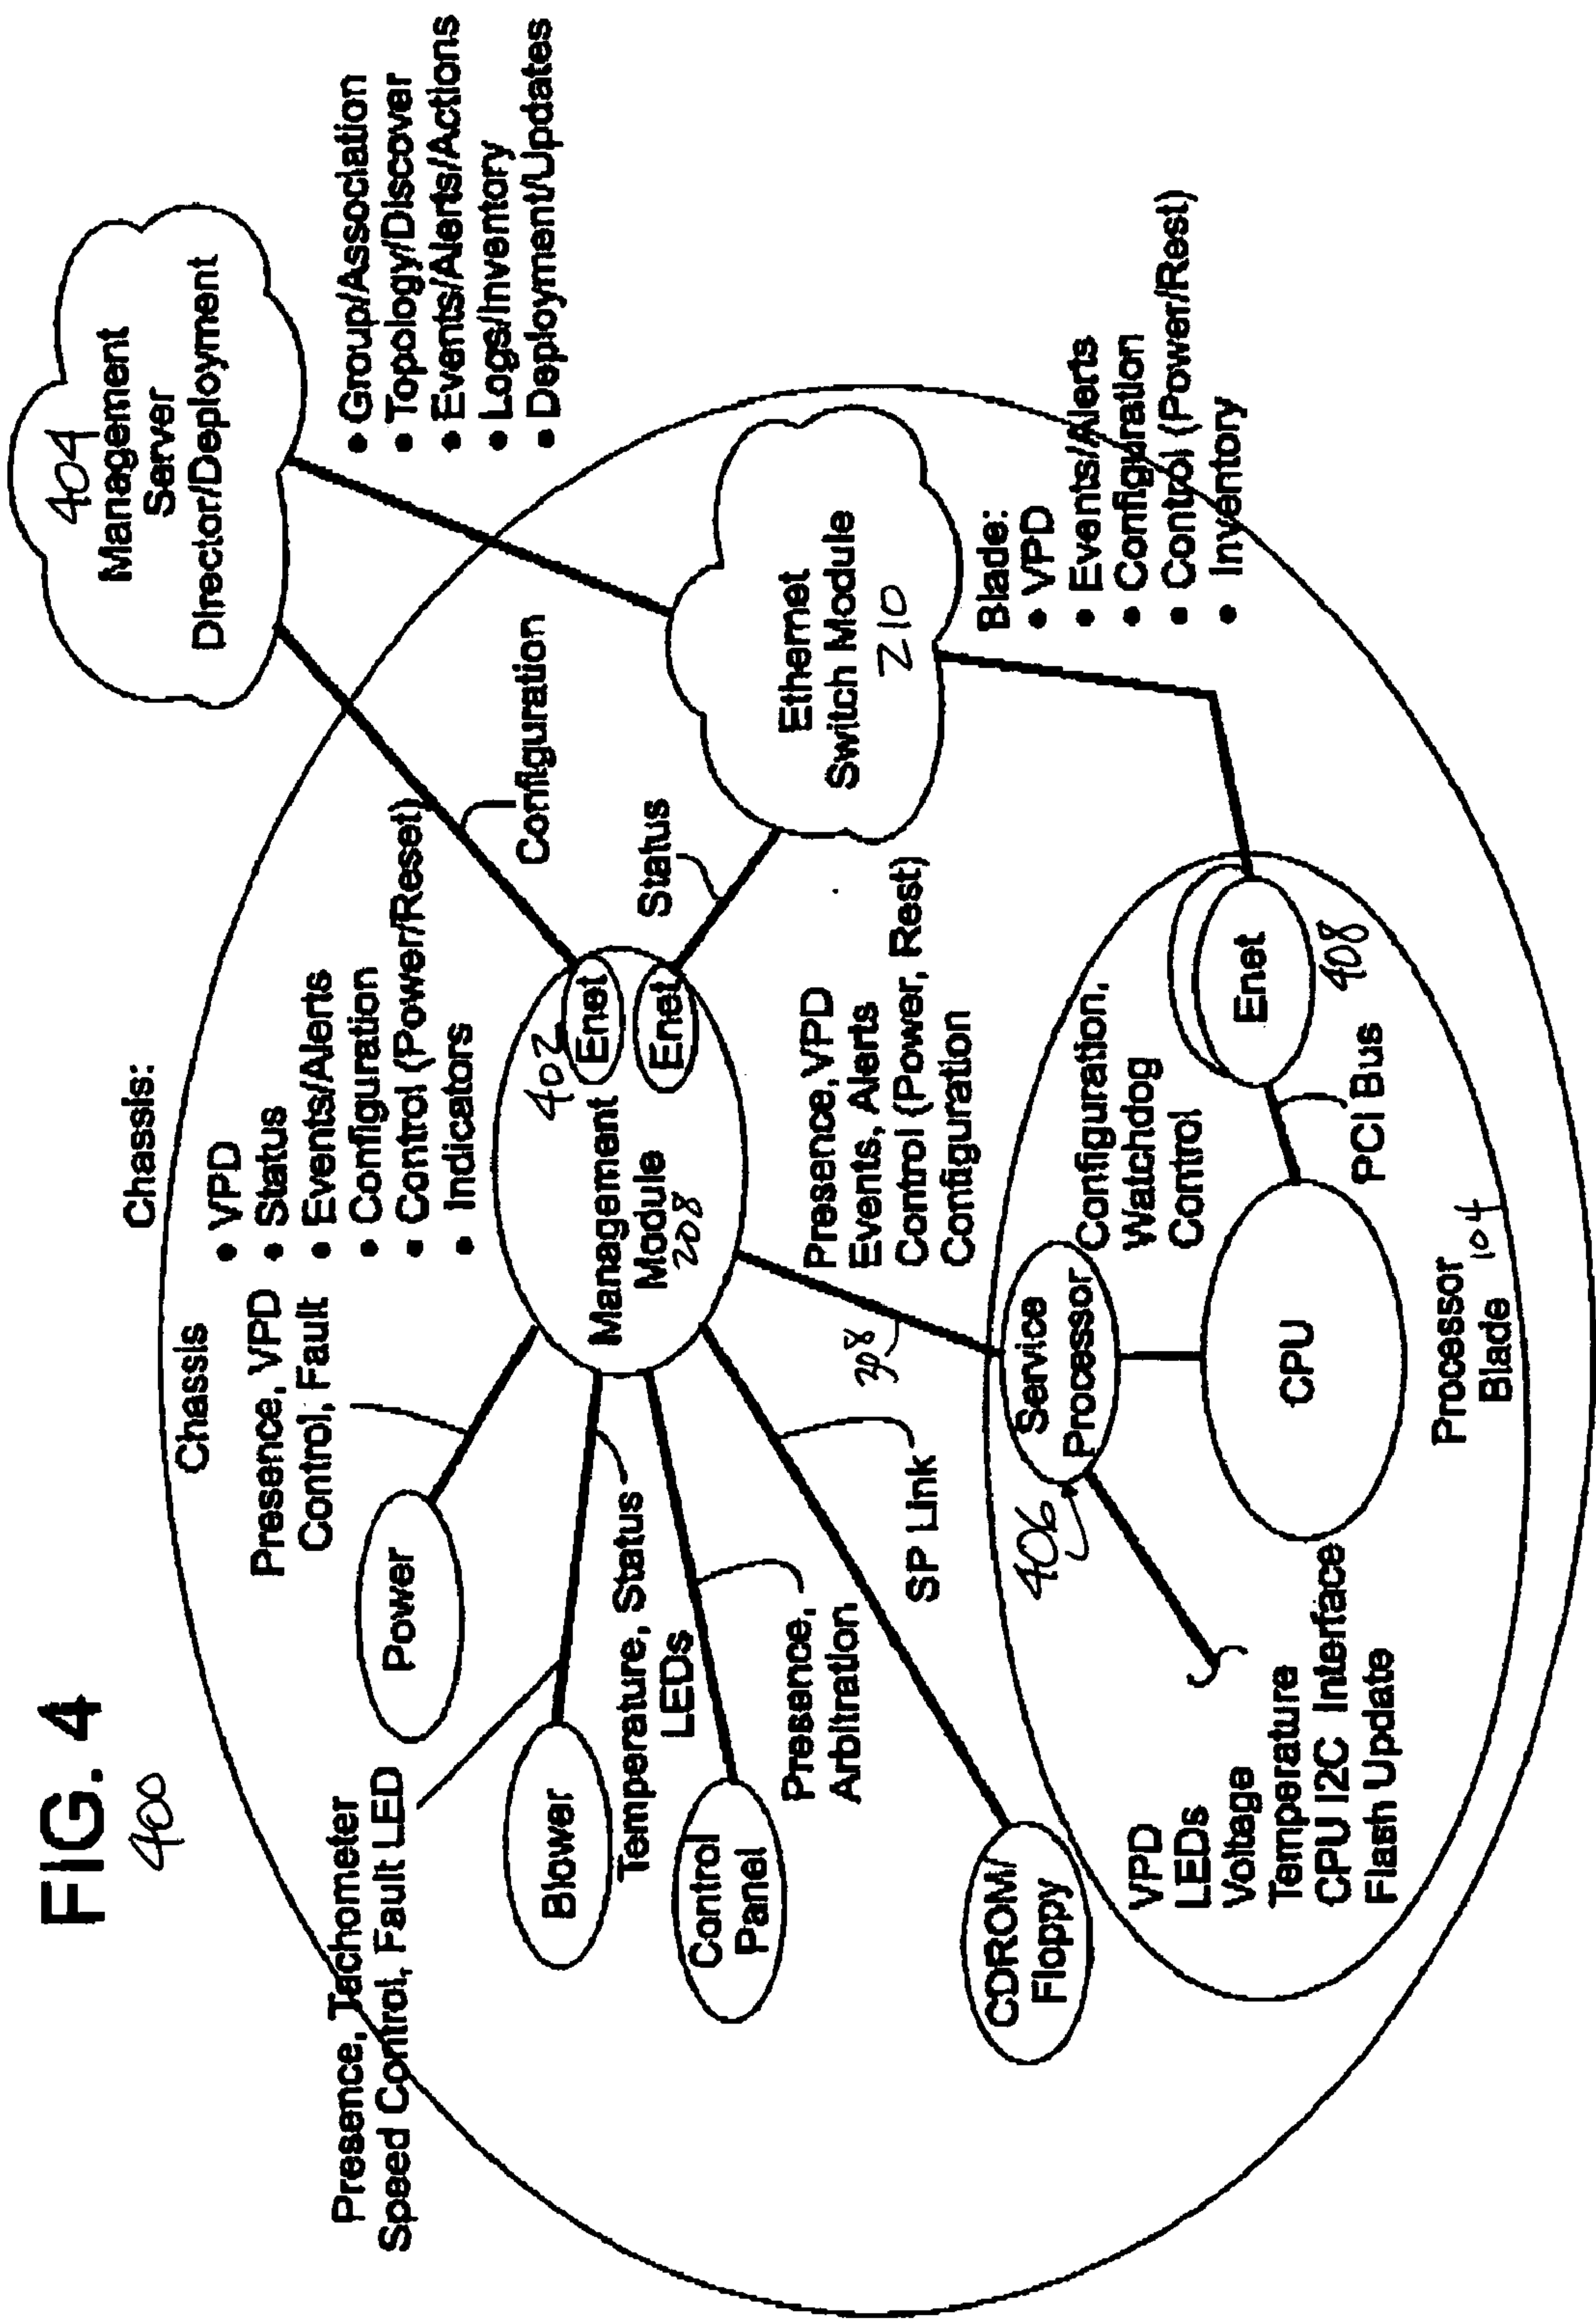 FIG. 4
400
404
Management
Server
Director/Deployment
• Group/Association
• Topology/Discover
• Events/Alerts/Actions
• Logs/Inventory
• Deployment/Updates
Chassis:
• VPD
• Status
• Events/Alerts
• Configuration
• Control (Power/Reset)
• Indicators
Chassis
Presence, VPD
Control, Fault
Power
Presence, Tachometer
Speed Control, Fault LED
Blower
Temperature, Status
LEDs
Control
Panel
Presence,
Arbitration
CDROM/
Floppy
SP Link
Management
Module
208
402
Enet
Enet
Configuration
Status
Ethernet
Switch Module
210
Blade:
• VPD
• Events/Alerts
• Configuration
• Control (Power/Rest)
• Inventory
Presence, VPD
Events, Alerts
Control (Power, Rest)
Configuration
308
406
Service
Processor
Configuration,
Watchdog
Control
Enet
408
PCI Bus
CPU
Processor
Blade 104
VPD
LEDs
Voltage
Temperature
CPU I2C Interface
Flash Update